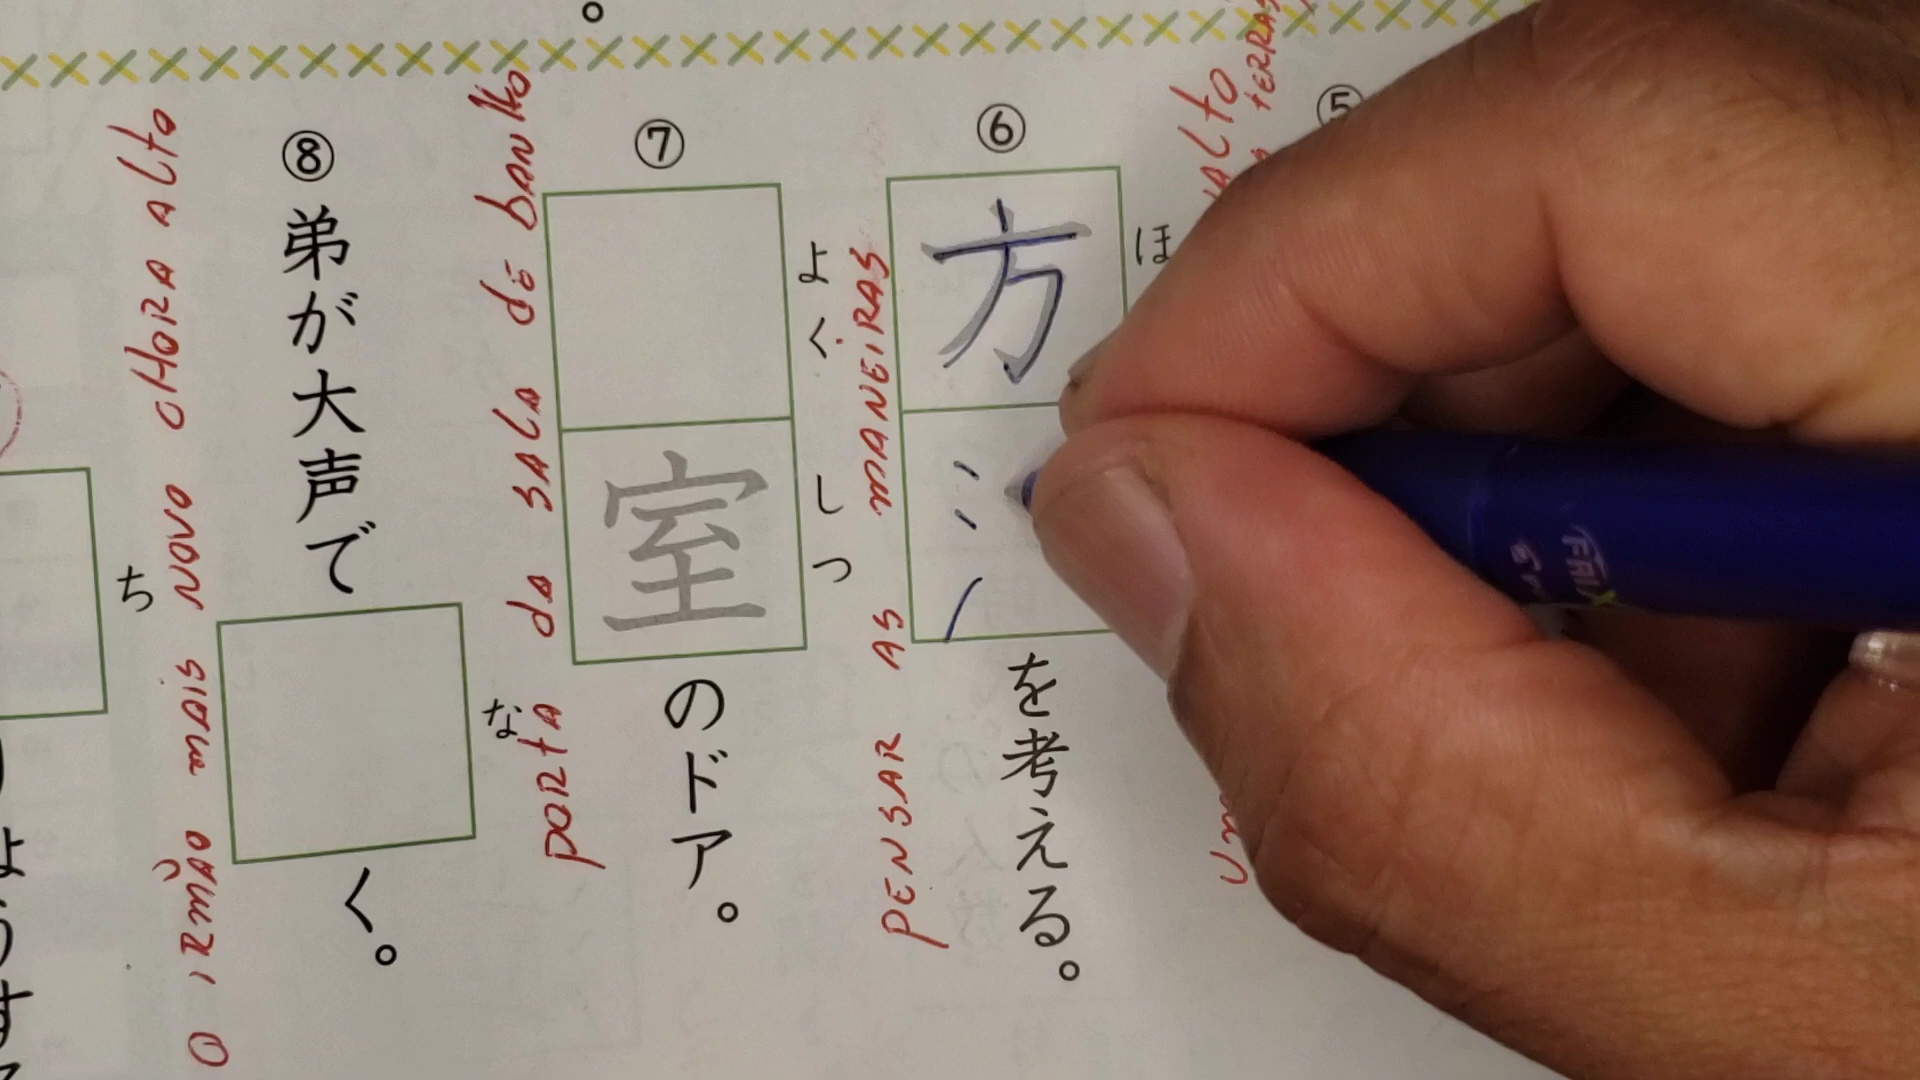 ⑤
ほ
⑥
方
を考える。
PENSAR AS MANEIRAS
よくしつ
⑦
室
のドア。
PORTA DA SALA DE BANHO
な
⑧
弟が大声で
く。
O IRMÃO MAIS NOVO CHORA ALTO
ち